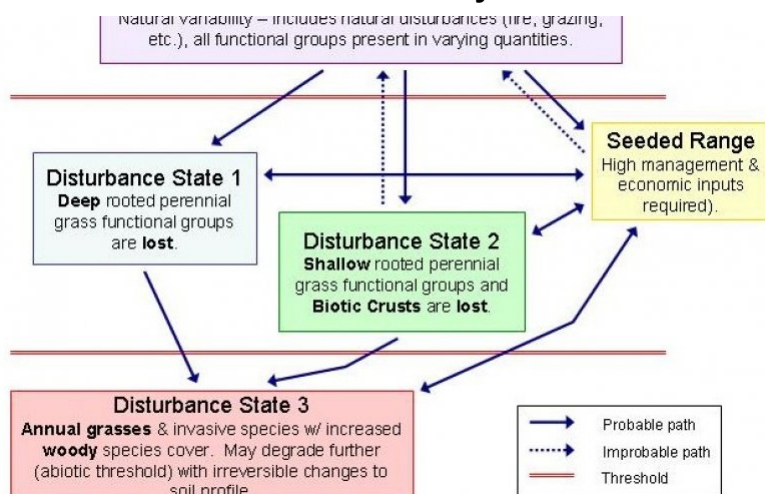 Natural variability – includes natural disturbances (fire, grazing,
etc.), all functional groups present in varying quantities.
Seeded Range
High management &
economic inputs
required).
Disturbance State 1
Deep rooted perennial
grass functional groups
are lost.
Disturbance State 2
Shallow rooted perennial
grass functional groups and
Biotic Crusts are lost.
Disturbance State 3
Annual grasses & invasive species w/ increased
woody species cover. May degrade further
(abiotic threshold) with irreversible changes to
soil profile.
Probable path
Improbable path
Threshold